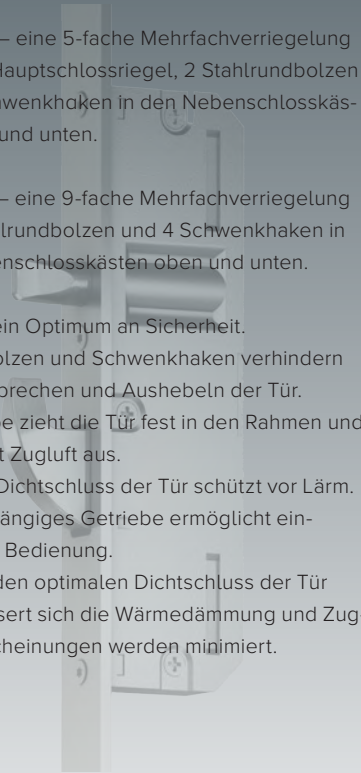 – eine 5-fache Mehrfachverriegelung
Hauptschlossriegel, 2 Stahlrundbolzen
hwenkhaken in den Nebenschlosskäs-
und unten.
– eine 9-fache Mehrfachverriegelung
hlrundbolzen und 4 Schwenkhaken in
enschlosskästen oben und unten.
ein Optimum an Sicherheit.
olzen und Schwenkhaken verhindern
brechen und Aushebeln der Tür.
be zieht die Tür fest in den Rahmen und
t Zugluft aus.
Dichtschluss der Tür schützt vor Lärm.
ängiges Getriebe ermöglicht ein-
Bedienung.
den optimalen Dichtschluss der Tür
sert sich die Wärmedämmung und Zug-
cheinungen werden minimiert.